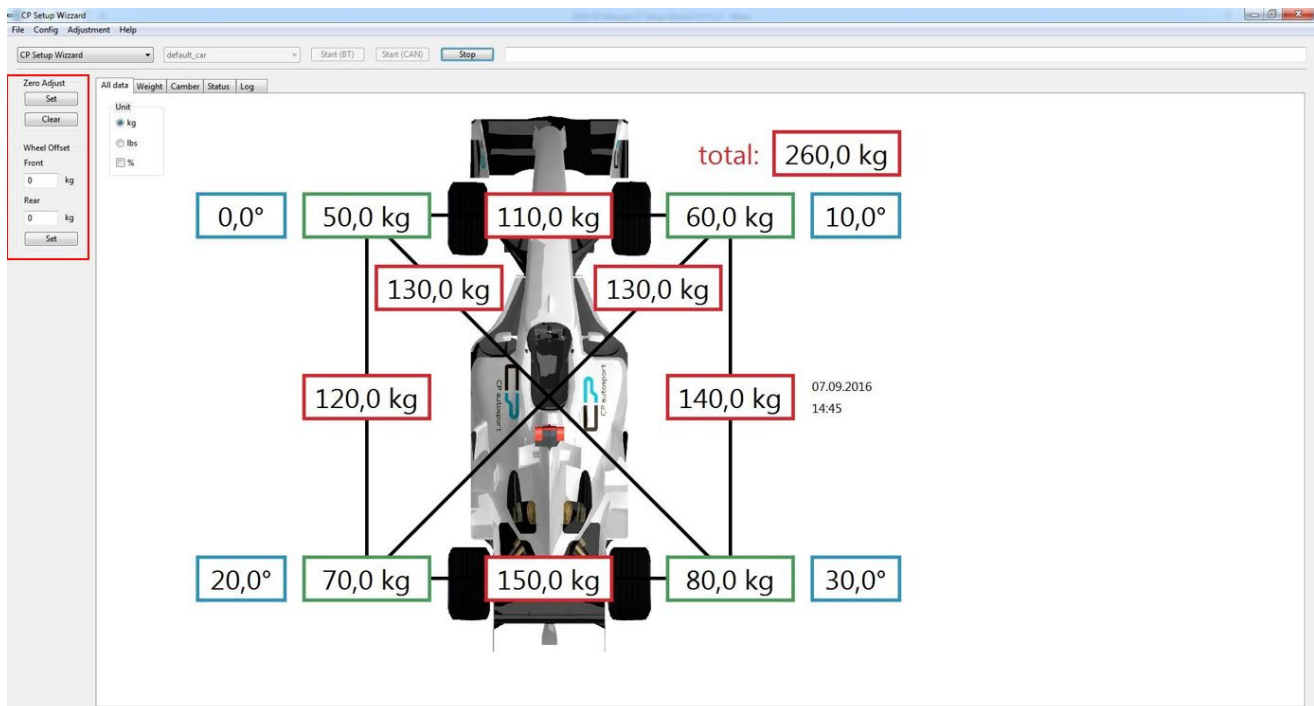 CP Setup Wizzard
File Config Adjustment Help
CP Setup Wizzard default_car Start (BT) Start (CAN) Stop
Zero Adjust
Set
Clear
Wheel Offset
Front
0 kg
Rear
0 kg
Set
All data Weight Camber Status Log
Unit
kg
lbs
%
total: 260,0 kg
0,0° 50,0 kg 110,0 kg 60,0 kg 10,0°
130,0 kg 130,0 kg
120,0 kg 140,0 kg
CP autosport CP autosport
07.09.2016
14:45
20,0° 70,0 kg 150,0 kg 80,0 kg 30,0°